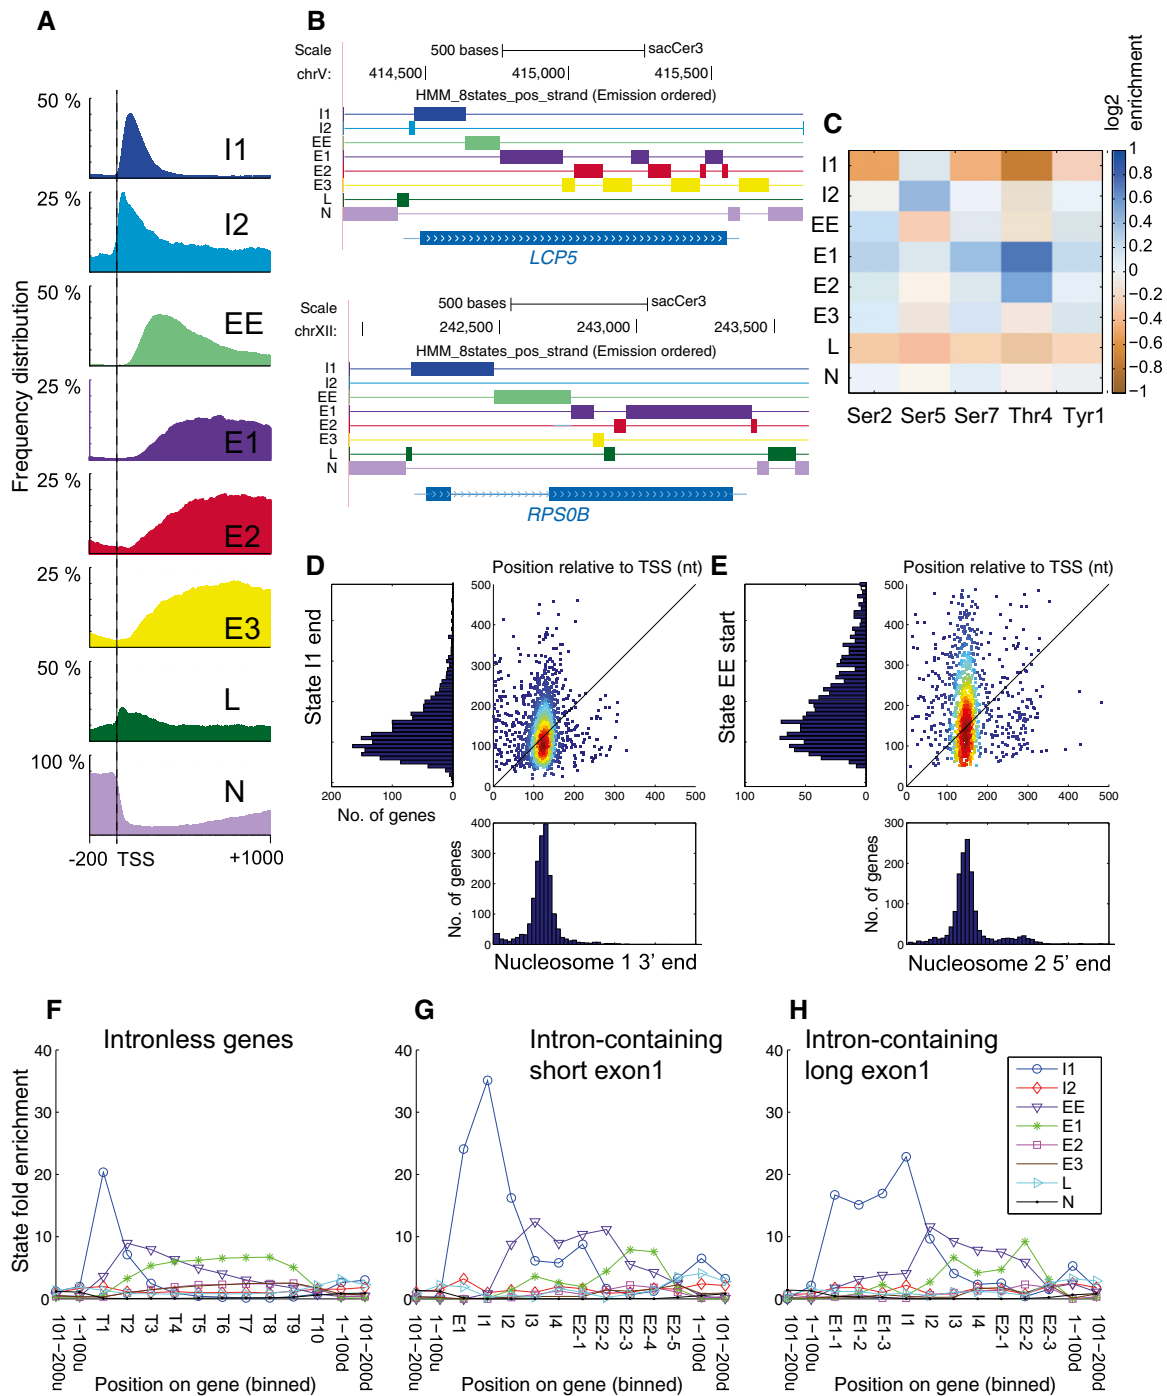 A
Frequency distribution
50 %
I1
25 %
I2
50 %
EE
25 %
E1
25 %
E2
25 %
E3
50 %
L
100 %
N
-200 TSS +1000
B
Scale 500 bases sacCer3
chrV: 414,500 415,000 415,500
HMM_8states_pos_strand (Emission ordered)
I1
I2
EE
E1
E2
E3
L
N
LCP5
Scale 500 bases sacCer3
chrXII: 242,500 243,000 243,500
HMM_8states_pos_strand (Emission ordered)
I1
I2
EE
E1
E2
E3
L
N
RPS0B
C
log2 enrichment
I1
I2
EE
E1
E2
E3
L
N
Ser2 Ser5 Ser7 Thr4 Tyr1
1
0.8
0.6
0.4
0.2
0
−0.2
−0.4
−0.6
−0.8
−1
D
Position relative to TSS (nt)
State I1 end
200 100 0
No. of genes
500
400
300
200
100
0
0 100 200 300 400 500
400
300
200
100
0
No. of genes
Nucleosome 1 3' end
E
Position relative to TSS (nt)
State EE start
100 50 0
500
400
300
200
100
0
0 100 200 300 400 500
300
200
100
0
No. of genes
Nucleosome 2 5' end
F
Intronless genes
State fold enrichment
40
30
20
10
0
101−200u
1−100u
T1
T2
T3
T4
T5
T6
T7
T8
T9
T10
1−100d
101−200d
Position on gene (binned)
G
Intron-containing
short exon1
40
30
20
10
0
101−200u
1−100u
E1
I1
I2
I3
I4
E2-1
E2-2
E2-3
E2-4
E2-5
1−100d
101−200d
Position on gene (binned)
H
Intron-containing
long exon1
40
30
20
10
0
101−200u
1−100u
E1-1
E1-2
E1-3
I1
I2
I3
I4
E2-1
E2-2
E2-3
1−100d
101−200d
Position on gene (binned)
I1
I2
EE
E1
E2
E3
L
N